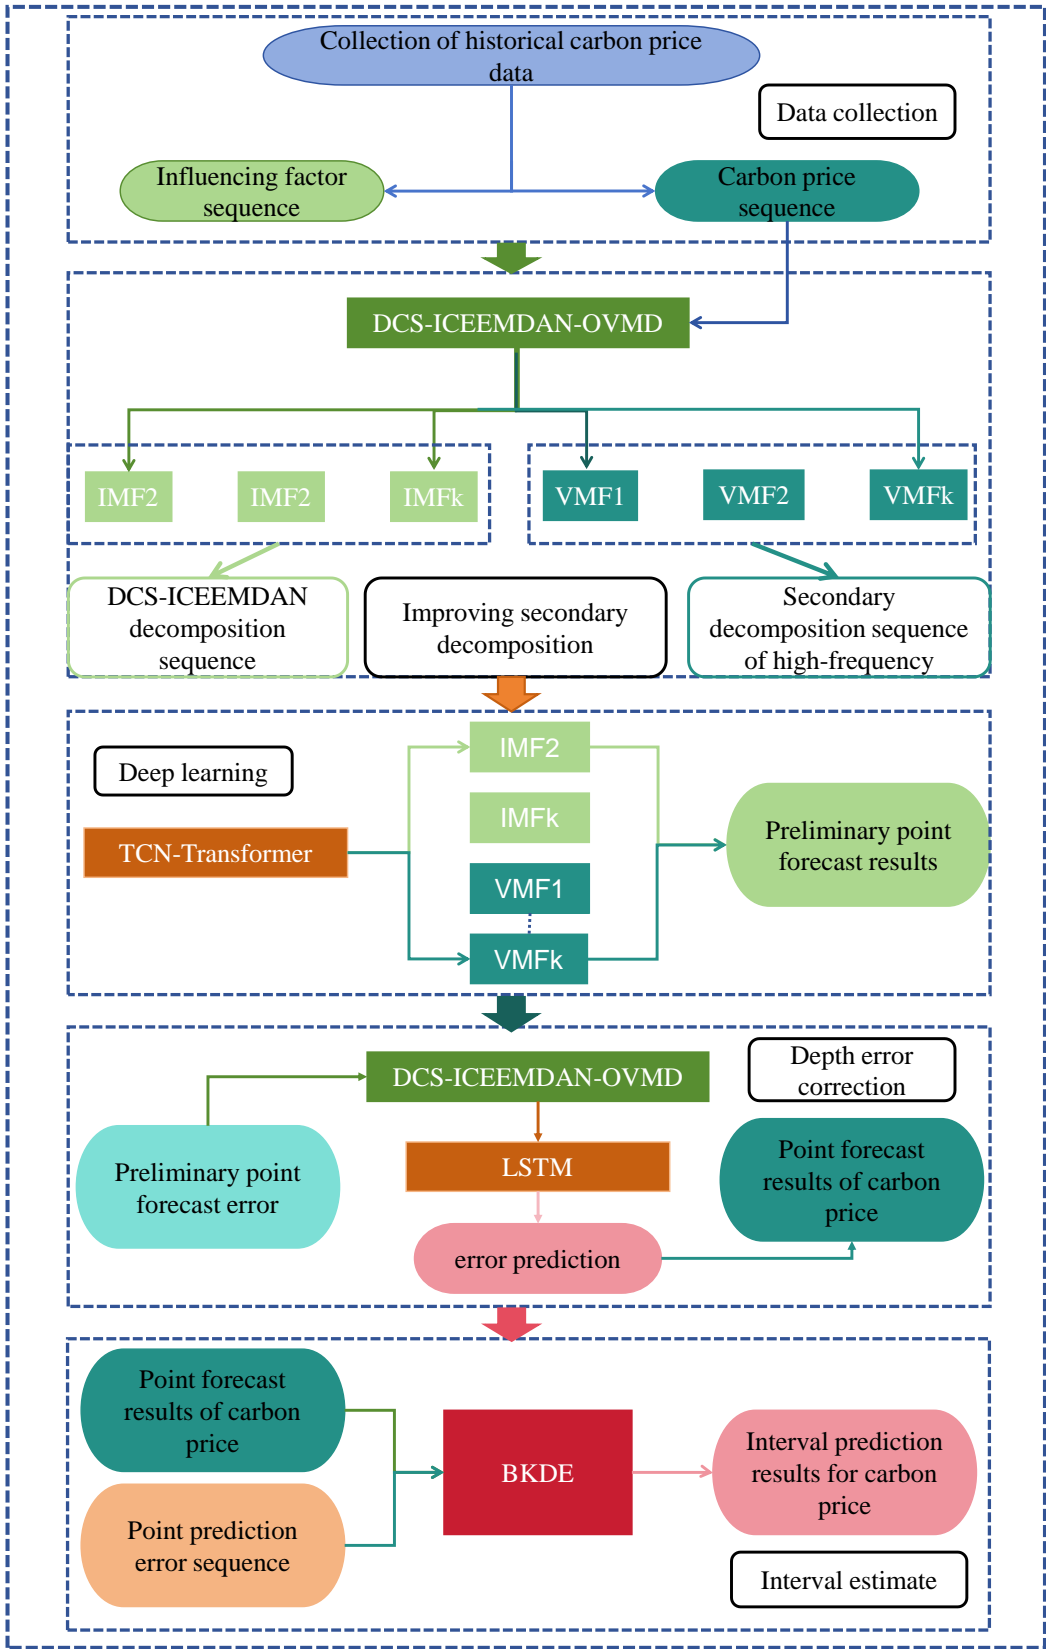 Collection of historical carbon price
data
Data collection
Influencing factor
sequence
Carbon price
sequence
DCS-ICEEMDAN-OVMD
IMF2
IMF2
IMFk
VMF1
VMF2
VMFk
DCS-ICEEMDAN
decomposition
sequence
Improving secondary
decomposition
Secondary
decomposition sequence
of high-frequency
Deep learning
IMF2
IMFk
TCN-Transformer
VMF1
VMFk
Preliminary point
forecast results
Depth error
correction
DCS-ICEEMDAN-OVMD
Preliminary point
forecast error
LSTM
Point forecast
results of carbon
price
error prediction
Point forecast
results of carbon
price
BKDE
Interval prediction
results for carbon
price
Point prediction
error sequence
Interval estimate